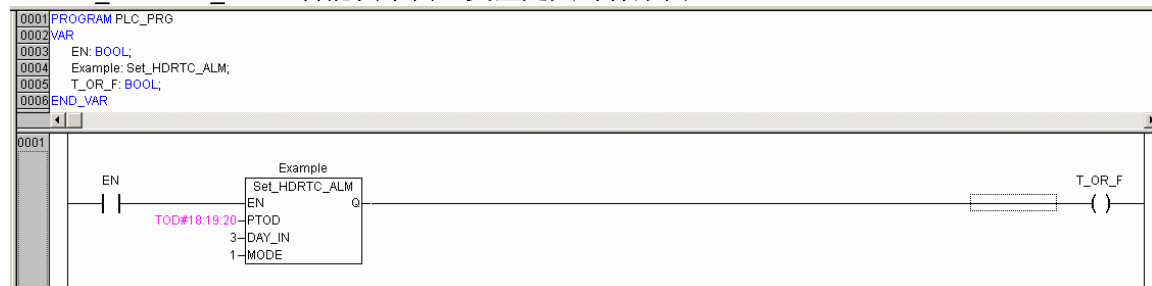 0001 PROGRAM PLC_PRG
0002 VAR
0003 EN: BOOL;
0004 Example: Set_HDRTC_ALM;
0005 T_OR_F: BOOL;
0006 END_VAR
0001
Example
EN Set_HDRTC_ALM T_OR_F
EN Q
TOD#18:19:20 PTOD
3 DAY_IN
1 MODE